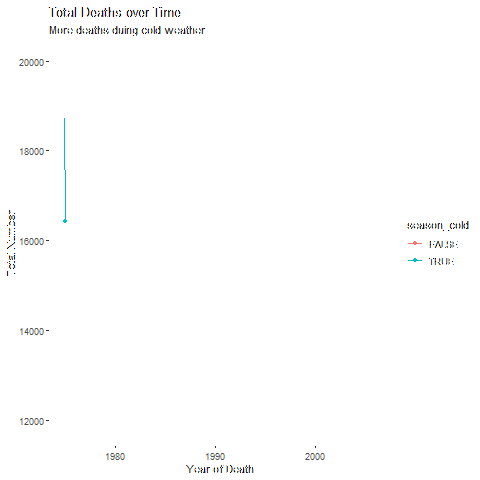 Total Deaths over Time
More deaths duing cold weather
20000
18000
16000
14000
12000
Total Number
1980
1990
2000
Year of Death
season_cold
FALSE
TRUE